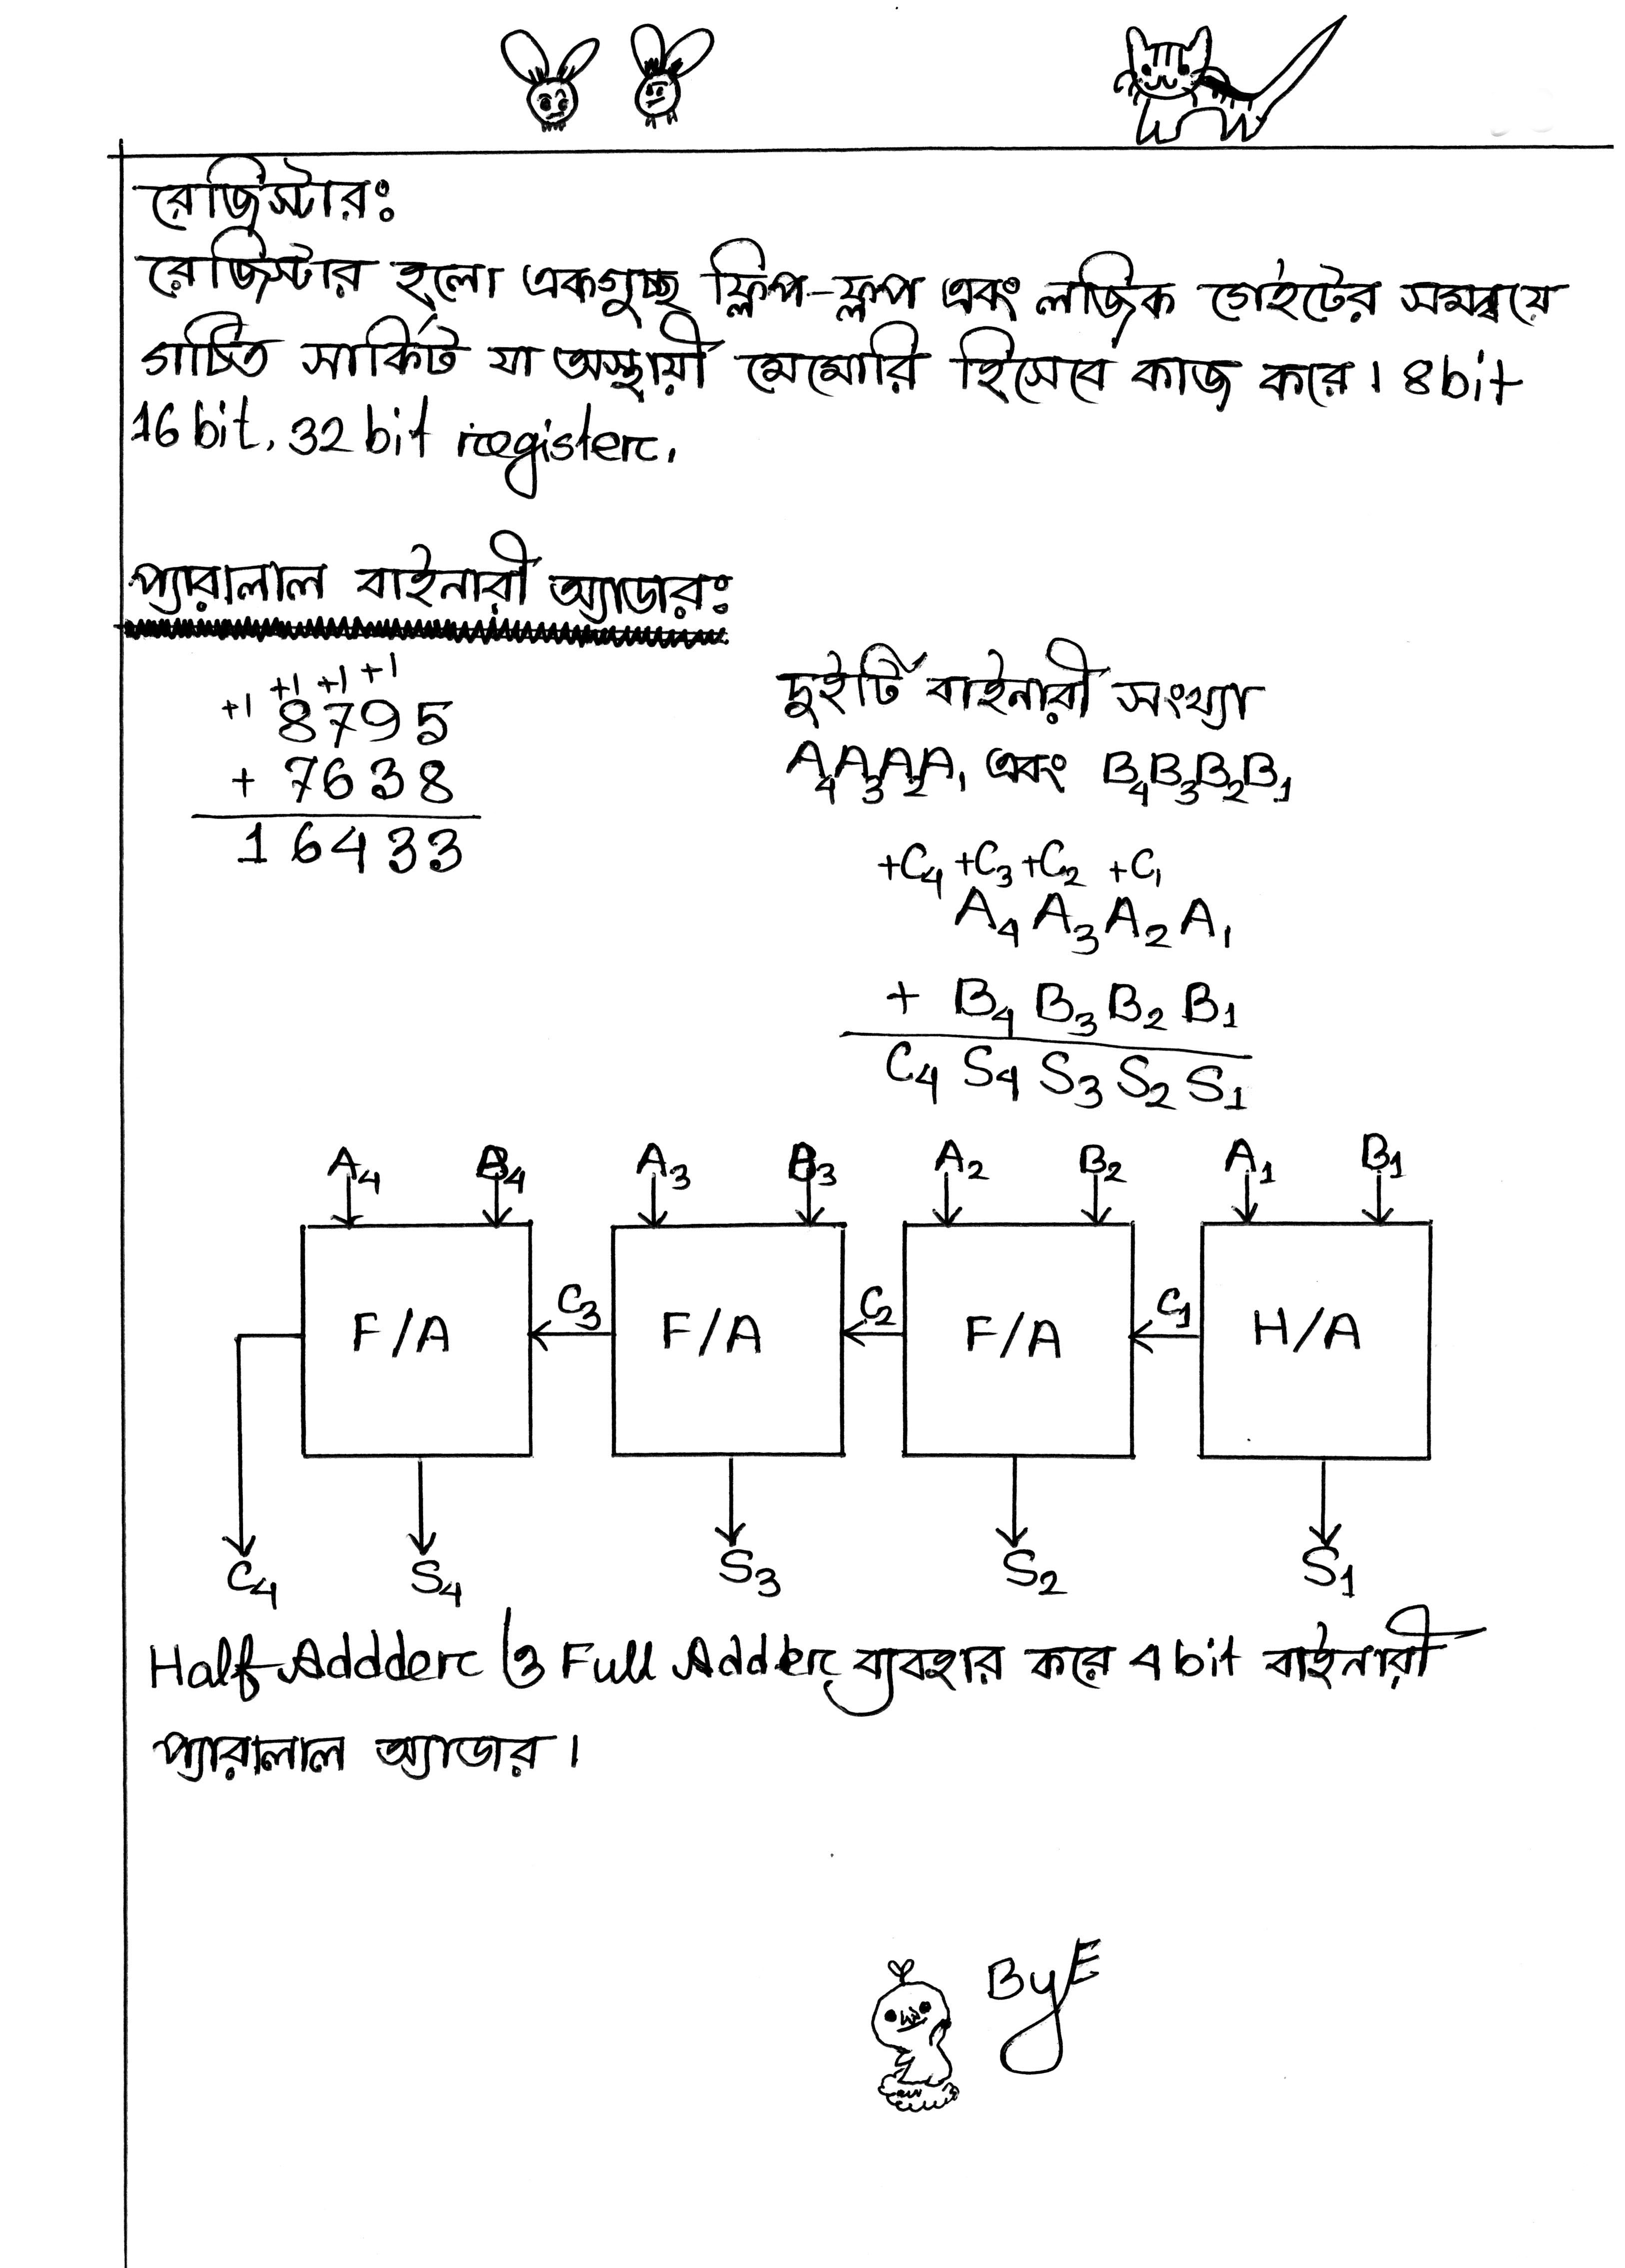 রেজিস্টারঃ
রেজিস্টার হলো একগুচ্ছ ফ্লিপ-ফ্লপ এবং লজিক গেইটের সমন্বয়ে
গঠিত সার্কিট যা অস্থায়ী মেমোরি হিসেবে কাজ করে। 8bit
16 bit, 32 bit register.
প্যারালাল বাইনারী অ্যাডারঃ
+1 +1 +1 +1
8795
+ 7638
16433
দুইটি বাইনারী সংখ্যা
A₄A₃A₂A₁ এবং B₄B₃B₂B₁
+C₄ +C₃ +C₂ +C₁
A₄ A₃ A₂ A₁
+ B₄ B₃ B₂ B₁
C₄ S₄ S₃ S₂ S₁
A₄ B₄ A₃ B₃ A₂ B₂ A₁ B₁
C₃ C₂ C₁
F/A F/A F/A H/A
C₄ S₄ S₃ S₂ S₁
Half Addder ও Full Adder ব্যবহার করে 4 bit বাইনারী
প্যারালাল অ্যাডার।
ByE